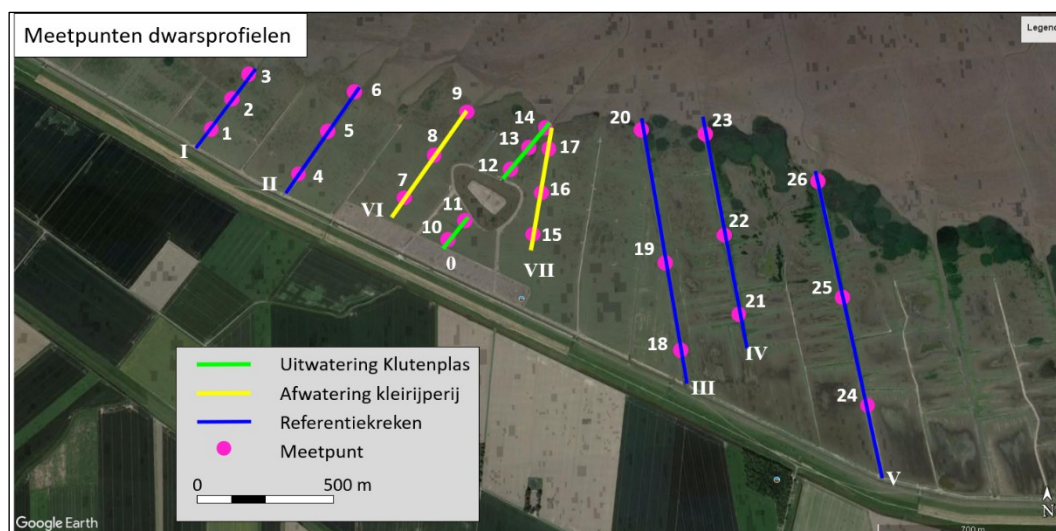 Meetpunten dwarsprofielen
Legend
3
6
2
9
14
20
23
1
5
13
17
8
I
12
26
4
16
II
7
11
VI
10
15
22
0
VII
19
25
21
18
IV
III
24
V
Uitwatering Klutenplas
Afwatering kleirijperij
Referentiekreken
Meetpunt
0
500 m
Google Earth
700 m
N